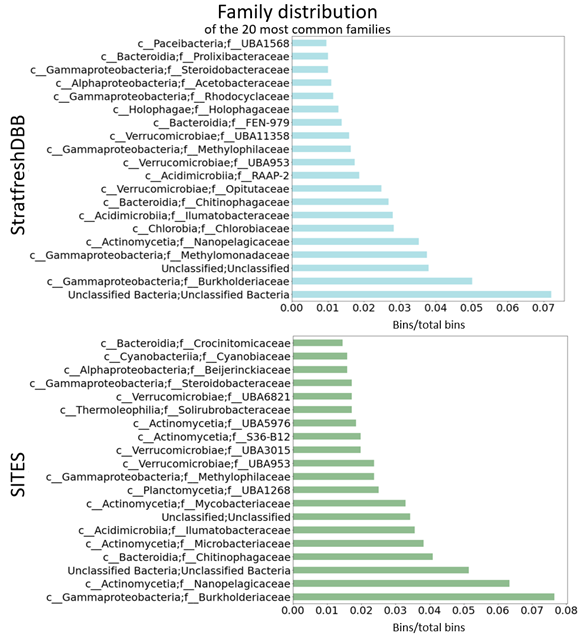 Family distribution
of the 20 most common families
StratfreshDBB
c__Paceibacteria;f__UBA1568
c__Bacteroidia;f__Prolixibacteraceae
c__Gammaproteobacteria;f__Steroidobacteraceae
c__Alphaproteobacteria;f__Acetobacteraceae
c__Gammaproteobacteria;f__Rhodocyclaceae
c__Holophagae;f__Holophagaceae
c__Bacteroidia;f__FEN-979
c__Verrucomicrobiae;f__UBA11358
c__Gammaproteobacteria;f__Methylophilaceae
c__Verrucomicrobiae;f__UBA953
c__Acidimicrobiia;f__RAAP-2
c__Verrucomicrobiae;f__Opitutaceae
c__Bacteroidia;f__Chitinophagaceae
c__Acidimicrobiia;f__Ilumatobacteraceae
c__Chlorobia;f__Chlorobiaceae
c__Actinomycetia;f__Nanopelagicaceae
c__Gammaproteobacteria;f__Methylomonadaceae
Unclassified;Unclassified
c__Gammaproteobacteria;f__Burkholderiaceae
Unclassified Bacteria;Unclassified Bacteria
0.00 0.01 0.02 0.03 0.04 0.05 0.06 0.07
Bins/total bins
SITES
c__Bacteroidia;f__Crocinitomicaceae
c__Cyanobacteriia;f__Cyanobiaceae
c__Alphaproteobacteria;f__Beijerinckiaceae
c__Gammaproteobacteria;f__Steroidobacteraceae
c__Verrucomicrobiae;f__UBA6821
c__Thermoleophilia;f__Solirubrobacteraceae
c__Actinomycetia;f__UBA5976
c__Actinomycetia;f__S36-B12
c__Verrucomicrobiae;f__UBA3015
c__Verrucomicrobiae;f__UBA953
c__Gammaproteobacteria;f__Methylophilaceae
c__Planctomycetia;f__UBA1268
c__Actinomycetia;f__Mycobacteriaceae
Unclassified;Unclassified
c__Acidimicrobiia;f__Ilumatobacteraceae
c__Actinomycetia;f__Microbacteriaceae
c__Bacteroidia;f__Chitinophagaceae
Unclassified Bacteria;Unclassified Bacteria
c__Actinomycetia;f__Nanopelagicaceae
c__Gammaproteobacteria;f__Burkholderiaceae
0.00 0.01 0.02 0.03 0.04 0.05 0.06 0.07 0.08
Bins/total bins